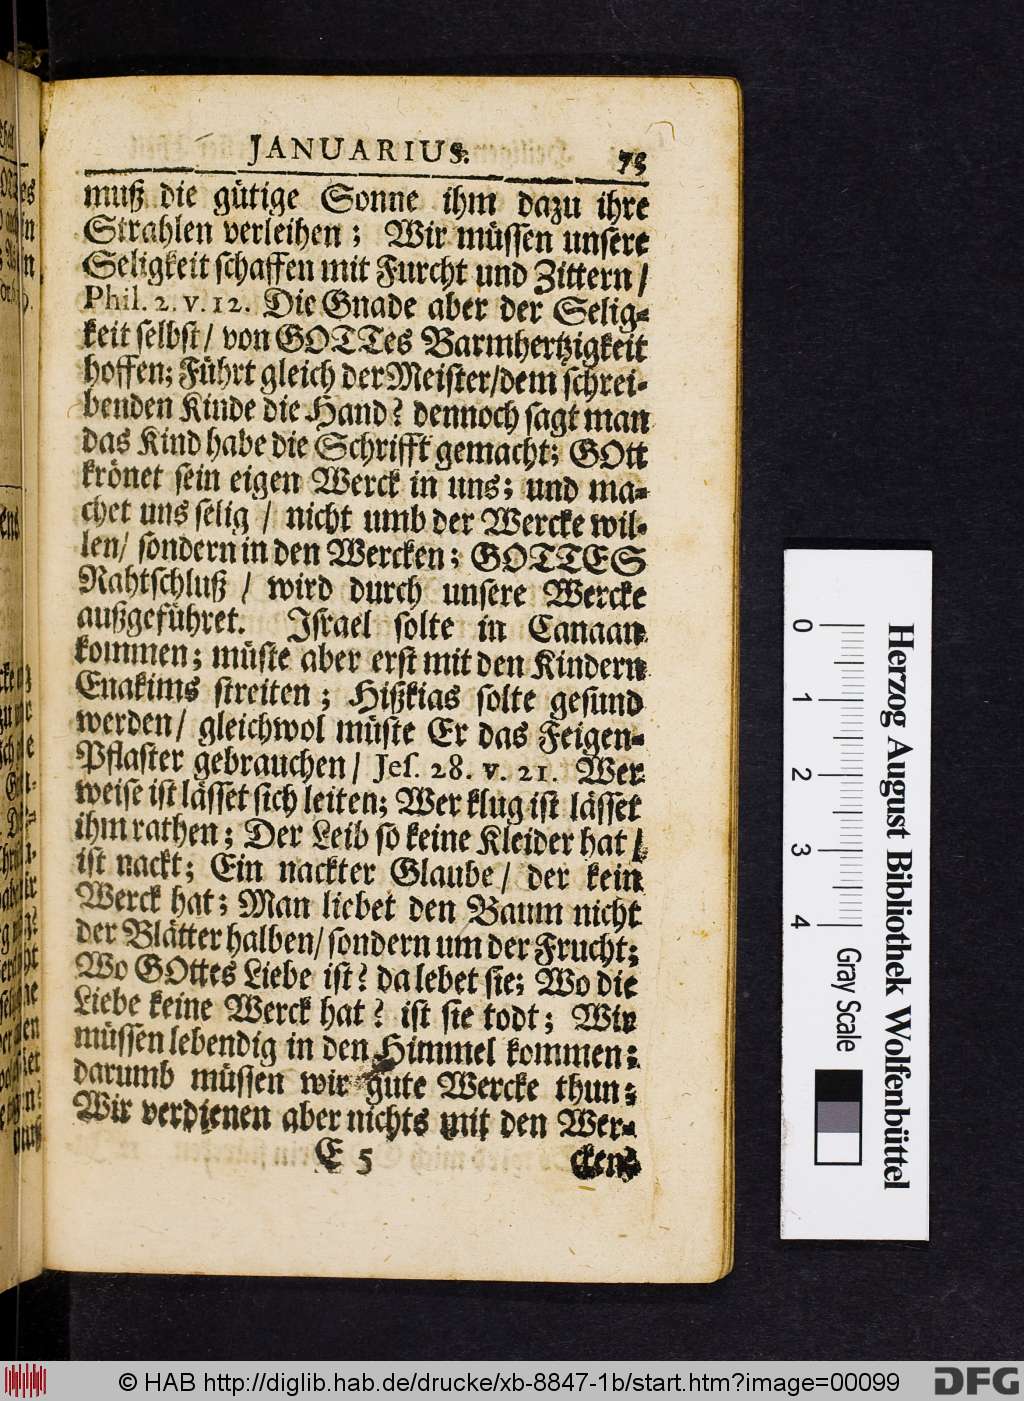 JANUARIUS. 73
muß die gütige Sonne ihm dazu ihre
Strahlen verleihen; Wir müssen unsere
Seligkeit schaffen mit Furcht und Zittern /
Phil. 2. v. 12. Die Gnade aber der Selig-
keit selbst / von GOTTes Barmhertzigkeit
hoffen; Führt gleich der Meister / dem schrei-
benden Kinde die Hand? dennoch sagt man
das Kind habe die Schrifft gemacht; GOtt
krönet sein eigen Werck in uns; und ma-
chet uns selig / nicht umb der Wercke wil-
len / sondern in den Wercken; GOTTES
Rahtschluß / wird durch unsere Wercke
außgeführet. Israel solte in Canaan
kommen; müste aber erst mit den Kindern
Enakims streiten; Hißkias solte gesund
werden / gleichwol müste Er das Feigen-
Pflaster gebrauchen / Jes. 28. v. 21. Wer
weise ist lässet sich leiten; Wer klug ist lässet
ihm rathen; Der Leib so keine Kleider hat /
ist nackt; Ein nackter Glaube / der kein
Werck hat; Man liebet den Baum nicht
der Blätter halben / sondern um der Frucht;
Wo GOttes Liebe ist? da lebet sie; Wo die
Liebe keine Werck hat? ist sie todt; Wir
müssen lebendig in den Himmel kommen;
darumb müssen wir gute Wercke thun;
Wir verdienen aber nichts mit den Wer-
E 5 cken;
0 1 2 3 4
Gray Scale
Herzog August Bibliothek Wolfenbüttel
© HAB http://diglib.hab.de/drucke/xb-8847-1b/start.htm?image=00099
DFG